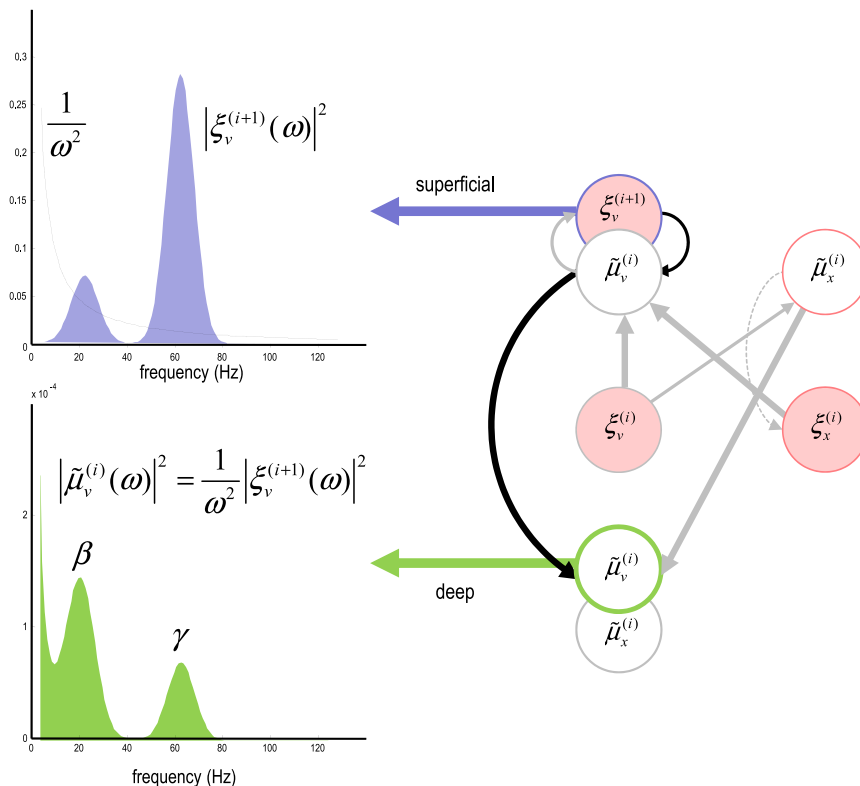 0,3
0,25
0,2
0,15
0.1
0.05
0
1/ω²
|ξ_v^(i+1)(ω)|²
0 20 40 60 80 100 120
frequency (Hz)
superficial
ξ_v^(i+1)
μ̃_v^(i)
μ̃_x^(i)
ξ_v^(i)
ξ_x^(i)
x 10⁻⁴
2
1
0
|μ̃_v^(i)(ω)|² = 1/ω² |ξ_v^(i+1)(ω)|²
β
γ
0 20 40 60 80 100 120
frequency (Hz)
deep
μ̃_v^(i)
μ̃_x^(i)